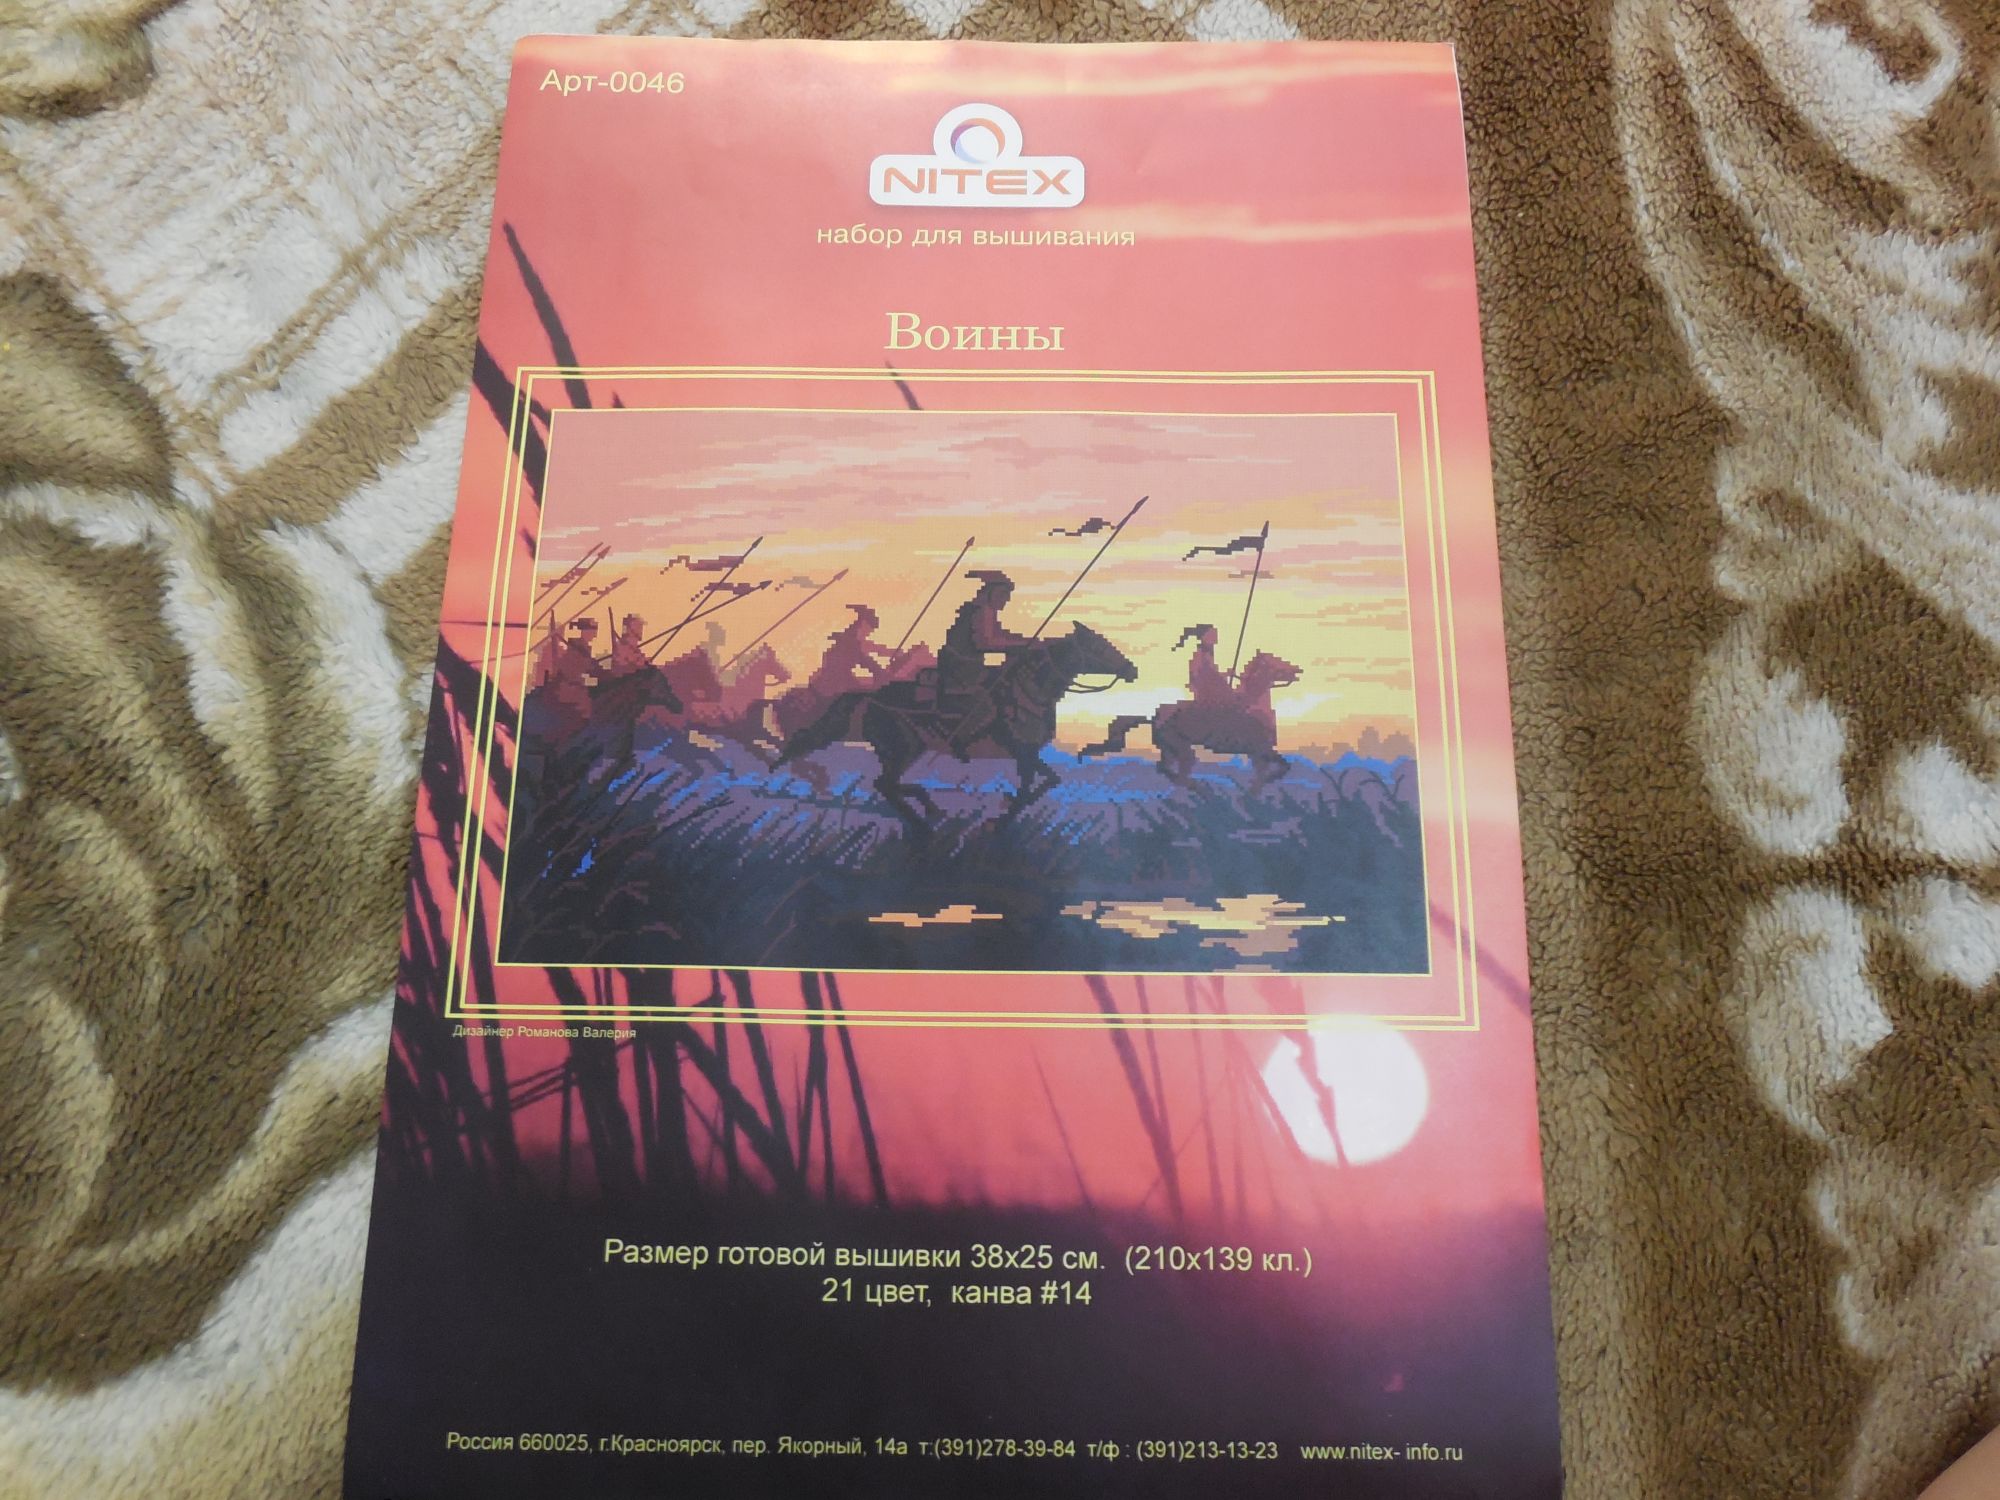 Арт-0046
NITEX
набор для вышивания
Воины
Дизайнер Романова Валерия
Размер готовой вышивки 38х25 см. (210х139 кл.)
21 цвет, канва #14
Россия 660025, г.Красноярск, пер. Якорный, 14а т:(391)278-39-84 т/ф : (391)213-13-23 www.nitex- info.ru